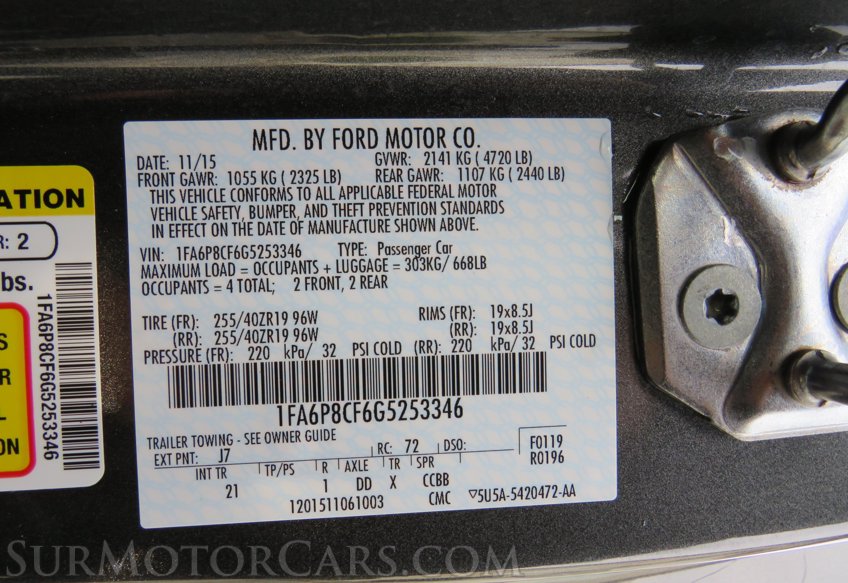 MFD. BY FORD MOTOR CO.
DATE: 11/15 GVWR: 2141 KG ( 4720 LB)
FRONT GAWR: 1055 KG ( 2325 LB) REAR GAWR: 1107 KG ( 2440 LB)
THIS VEHICLE CONFORMS TO ALL APPLICABLE FEDERAL MOTOR
VEHICLE SAFETY, BUMPER, AND THEFT PREVENTION STANDARDS
IN EFFECT ON THE DATE OF MANUFACTURE SHOWN ABOVE.
VIN: 1FA6P8CF6G5253346 TYPE: Passenger Car
MAXIMUM LOAD = OCCUPANTS + LUGGAGE = 303KG/ 668LB
OCCUPANTS = 4 TOTAL; 2 FRONT, 2 REAR
TIRE (FR): 255/40ZR19 96W RIMS (FR): 19x8.5J
(RR): 255/40ZR19 96W (RR): 19x8.5J
PRESSURE (FR): 220 kPa/ 32 PSI COLD (RR): 220 kPa/ 32 PSI COLD
1FA6P8CF6G5253346
TRAILER TOWING - SEE OWNER GUIDE
EXT PNT: J7 RC: 72 DSO: F0119
R0196
INT TR TP/PS R AXLE TR SPR
21 1 DD X CCBB
1201511061003 CMC ▽5U5A-5420472-AA
ATION
R: 2
bs.
S
R
L
ON
1FA6P8CF6G5253346
SurMotorCars.com